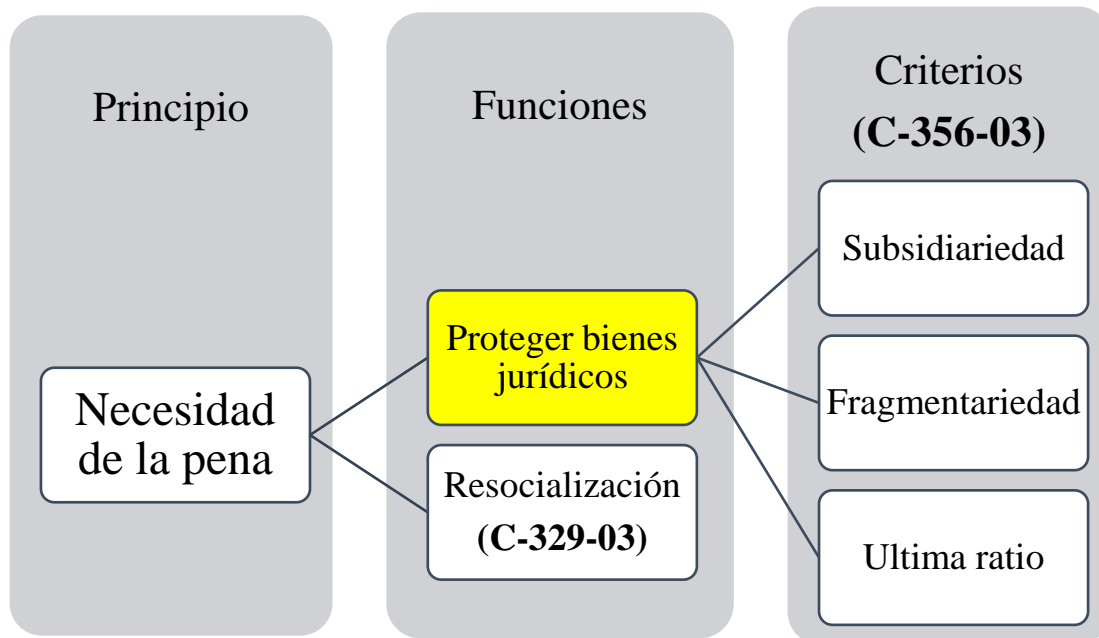 Principio
Necesidad
de la pena
Funciones
Proteger bienes
jurídicos
Resocialización
(C-329-03)
Criterios
(C-356-03)
Subsidiariedad
Fragmentariedad
Ultima ratio